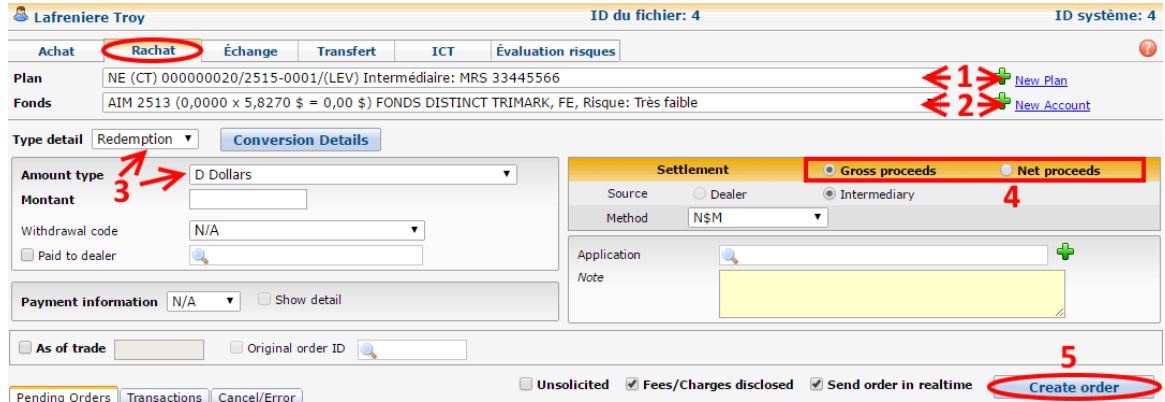 Lafreniere Troy ID du fichier: 4 ID système: 4
Achat Rachat Échange Transfert ICT Évaluation risques ?
Plan NE (CT) 000000020/2515-0001/(LEV) Intermédiaire: MRS 33445566 1 New Plan
Fonds AIM 2513 (0,0000 x 5,8270 $ = 0,00 $) FONDS DISTINCT TRIMARK, FE, Risque: Très faible 2 New Account
Type detail Redemption Conversion Details
3
Amount type D Dollars
Montant
Withdrawal code N/A
Paid to dealer
Settlement Gross proceeds Net proceeds
4
Source Dealer Intermediary
Method N$M
Application
Note
Payment information N/A Show detail
As of trade Original order ID
5
Unsolicited Fees/Charges disclosed Send order in realtime Create order
Pending Orders Transactions Cancel/Error